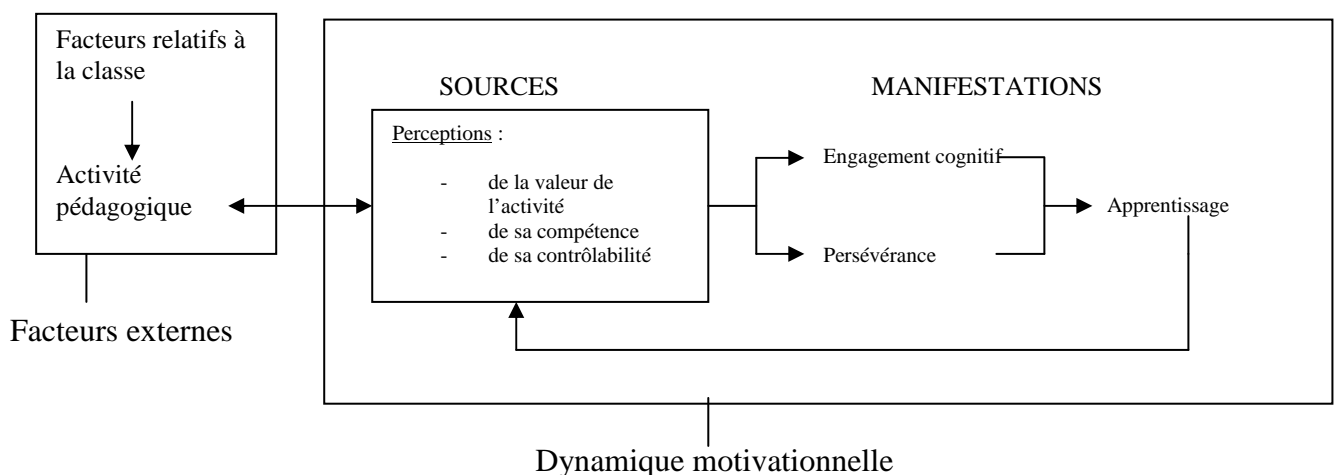 Facteurs relatifs à
la classe
Activité
pédagogique
Facteurs externes
SOURCES
Perceptions :
- de la valeur de
l’activité
- de sa compétence
- de sa contrôlabilité
MANIFESTATIONS
Engagement cognitif
Persévérance
Apprentissage
Dynamique motivationnelle